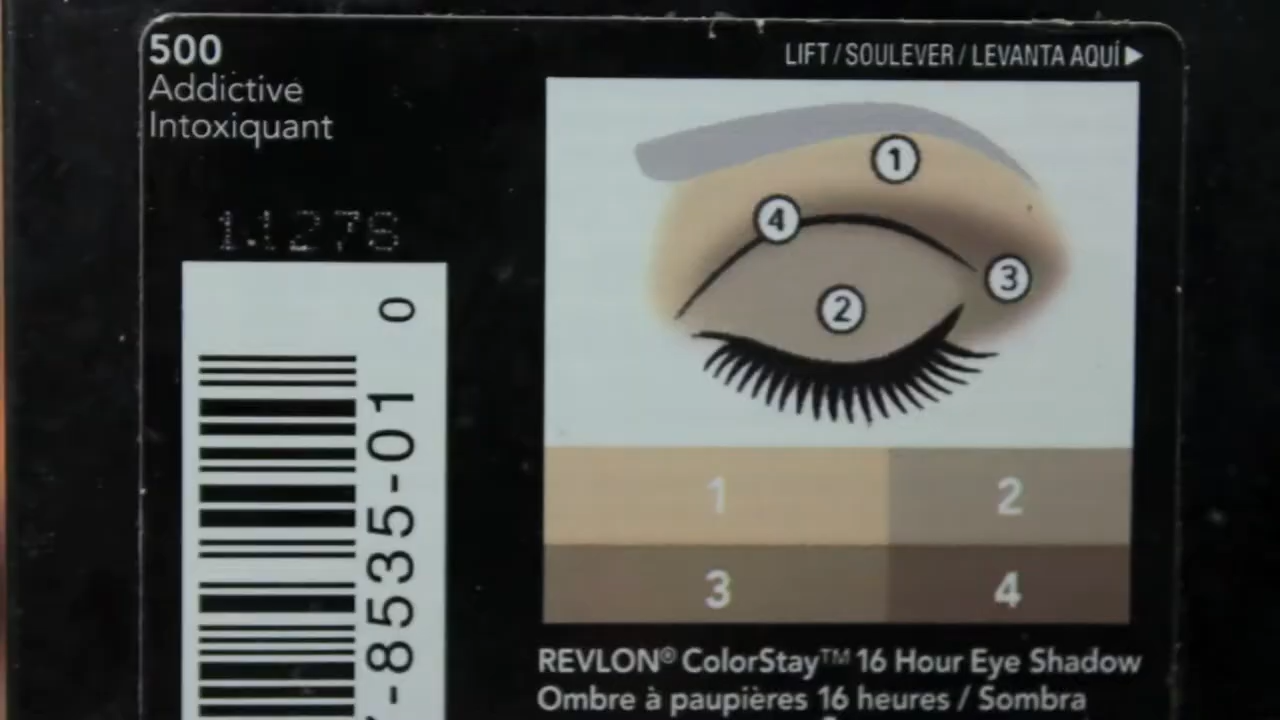 500
Addictive
Intoxiquant
LIFT / SOULEVER / LEVANTA AQUÍ
11276
0
-8535-01
1
4
3
2
1
2
3
4
REVLON® ColorStay™ 16 Hour Eye Shadow
Ombre à paupières 16 heures / Sombra